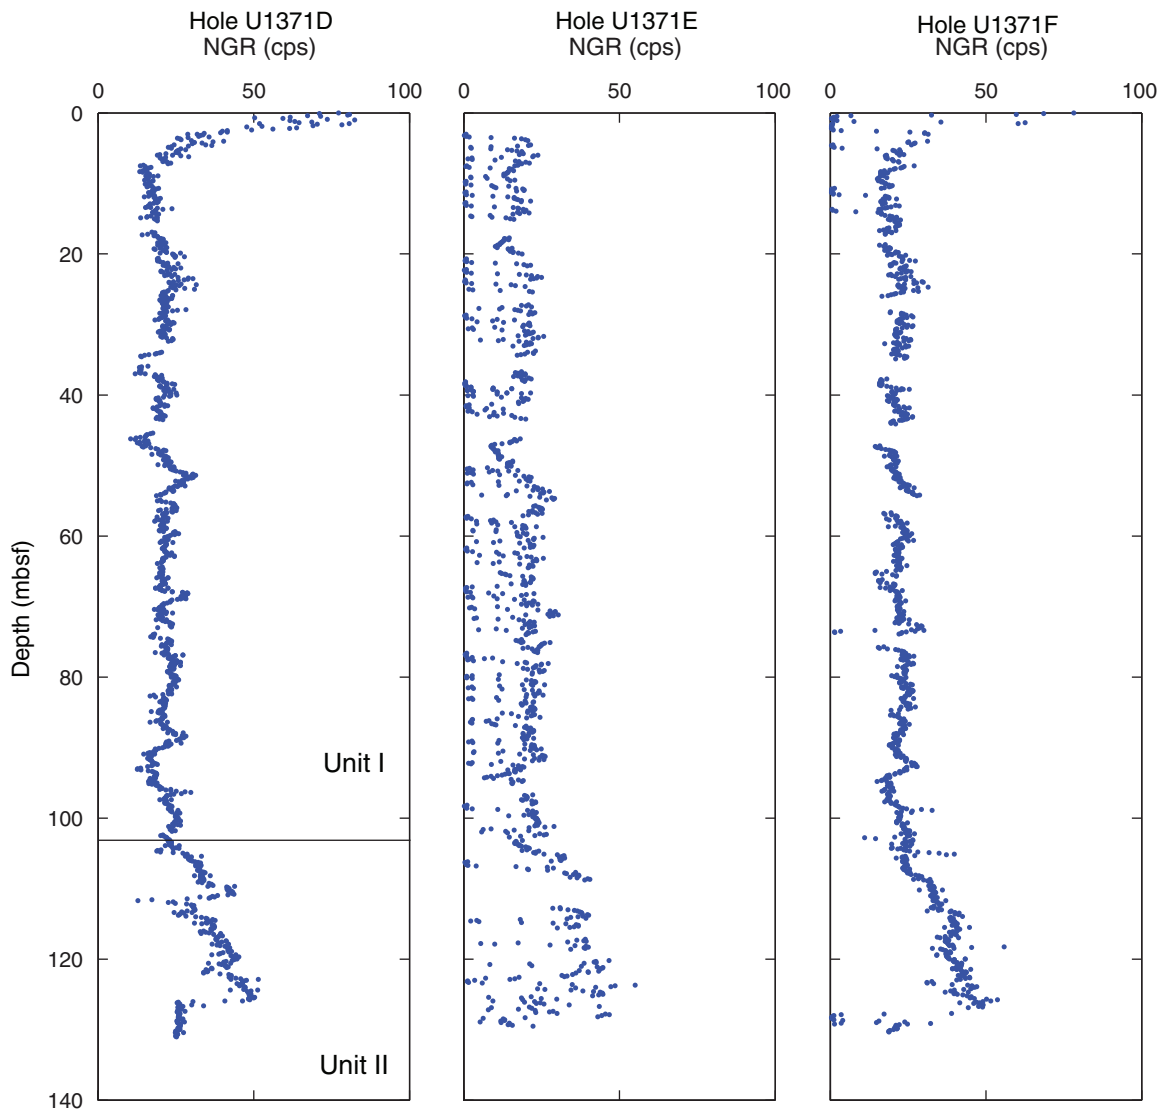 Hole U1371D
NGR (cps)
Hole U1371E
NGR (cps)
Hole U1371F
NGR (cps)
0 50 100
0 50 100
0 50 100
Depth (mbsf)
0
20
40
60
80
100
120
140
Unit I
Unit II